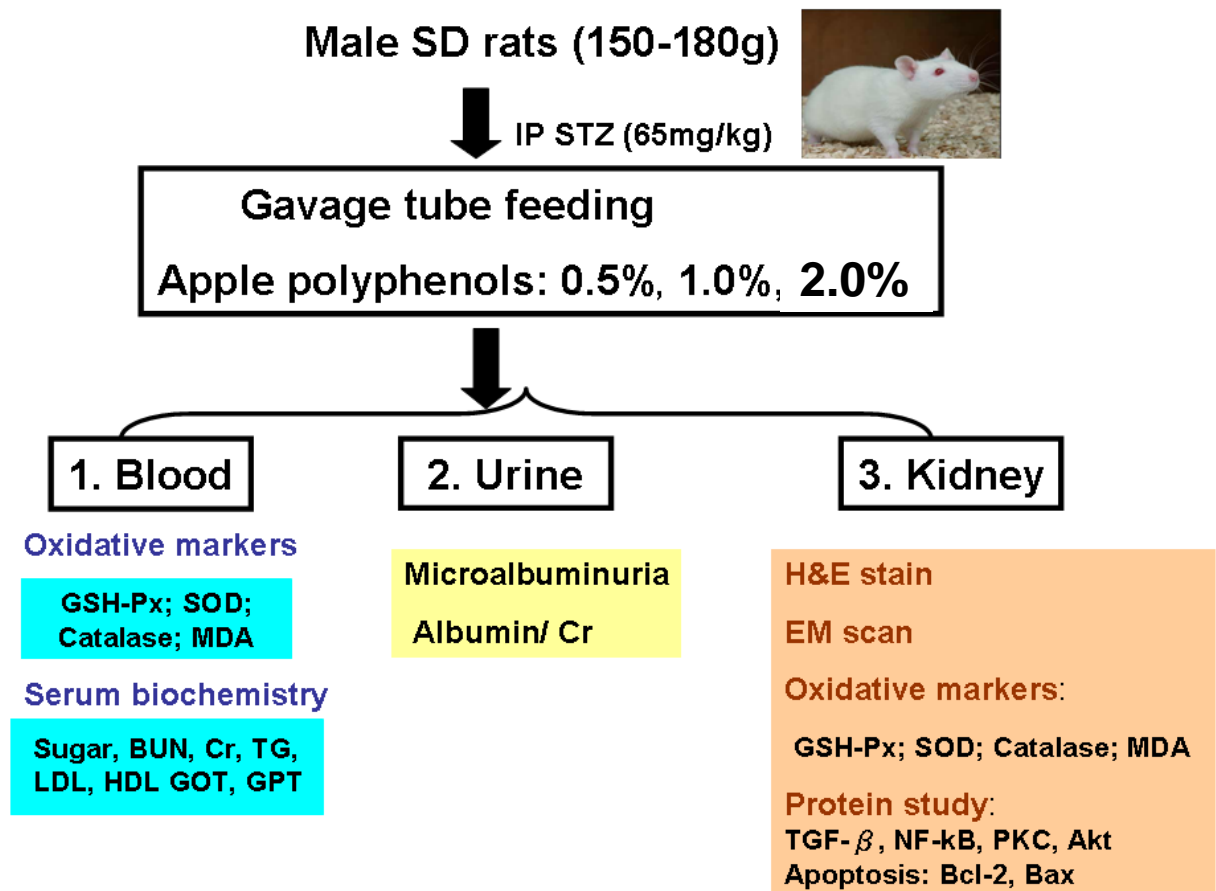 Male SD rats (150-180g)
IP STZ (65mg/kg)
Gavage tube feeding
Apple polyphenols: 0.5%, 1.0%, 2.0%
1. Blood
Oxidative markers
GSH-Px; SOD;
Catalase; MDA
Serum biochemistry
Sugar, BUN, Cr, TG,
LDL, HDL GOT, GPT
2. Urine
Microalbuminuria
Albumin/ Cr
3. Kidney
H&E stain
EM scan
Oxidative markers:
GSH-Px; SOD; Catalase; MDA
Protein study:
TGF-β, NF-kB, PKC, Akt
Apoptosis: Bcl-2, Bax